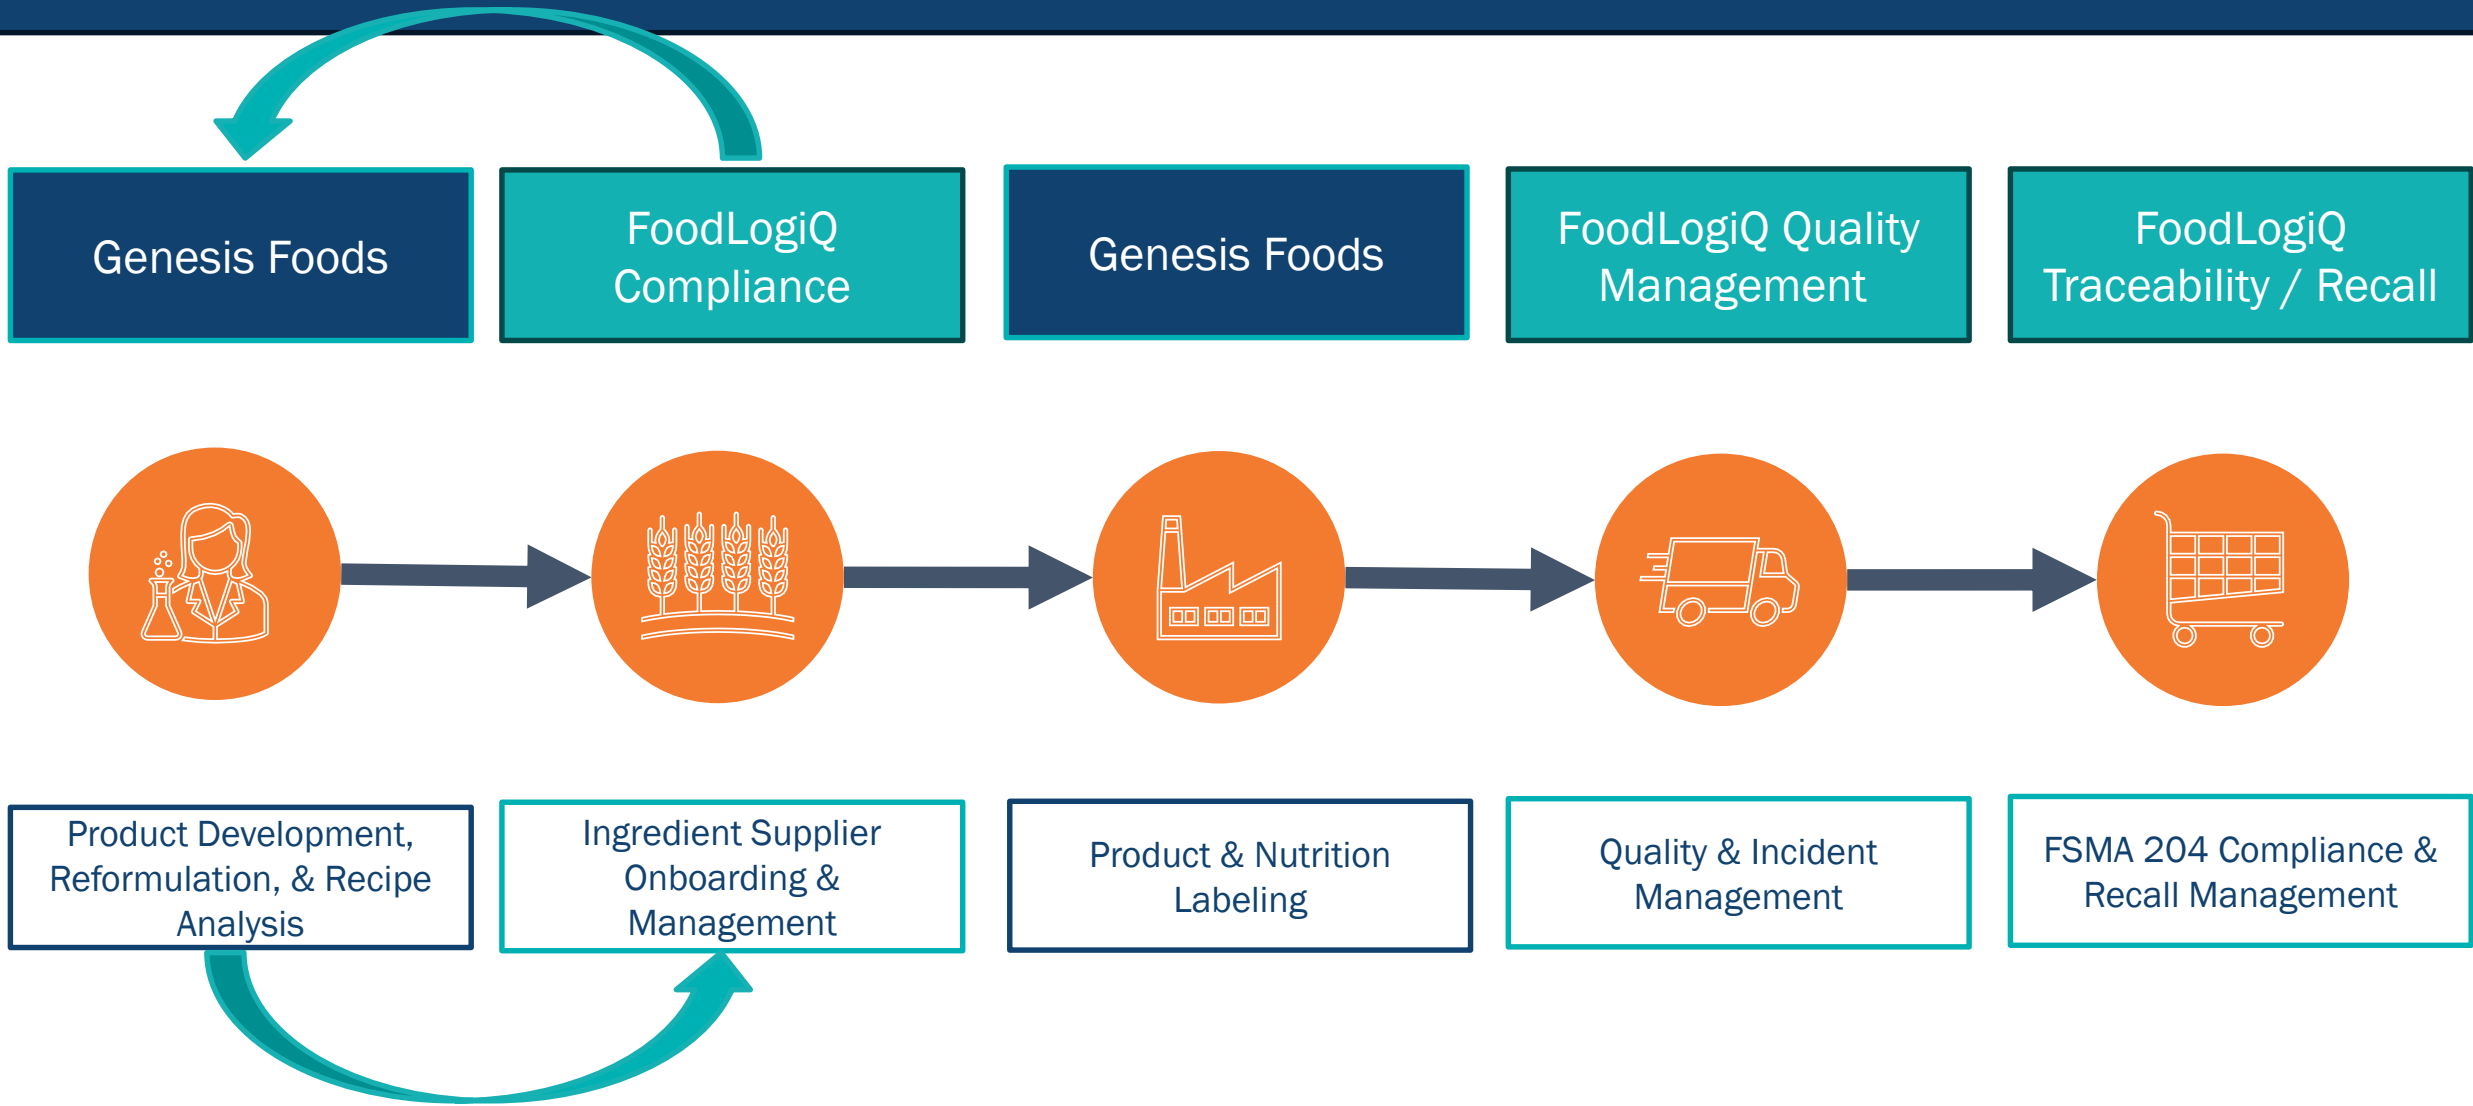 Genesis Foods
FoodLogiQ
Compliance
Genesis Foods
FoodLogiQ Quality
Management
FoodLogiQ
Traceability / Recall
Product Development,
Reformulation, & Recipe
Analysis
Ingredient Supplier
Onboarding &
Management
Product & Nutrition
Labeling
Quality & Incident
Management
FSMA 204 Compliance &
Recall Management